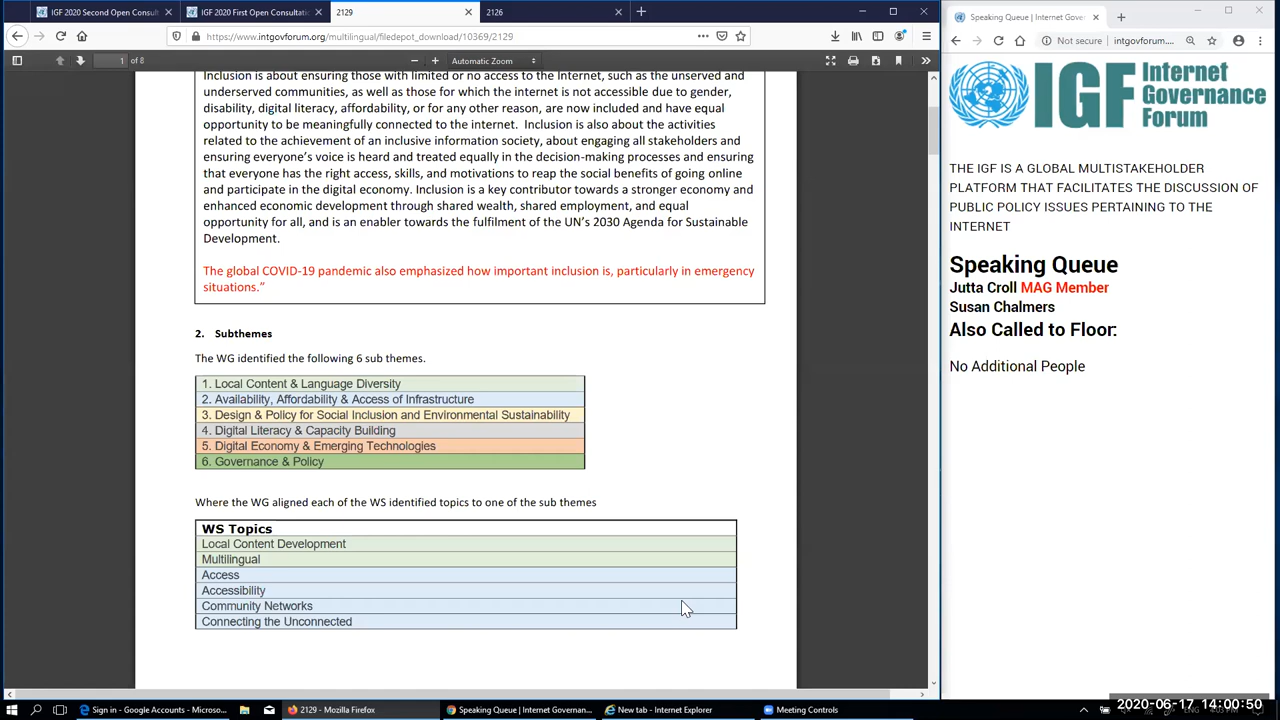 IGF 2020 Second Open Consult
IGF 2020 First Open Consultatio
2129
2126
https://www.intgovforum.org/multilingual/filedepot_download/10369/2129
1 of 8
Automatic Zoom
Inclusion is about ensuring those with limited or no access to the Internet, such as the unserved and
underserved communities, as well as those for which the internet is not accessible due to gender,
disability, digital literacy, affordability, or for any other reason, are now included and have equal
opportunity to be meaningfully connected to the internet. Inclusion is also about the activities
related to the achievement of an inclusive information society, about engaging all stakeholders and
ensuring everyone's voice is heard and treated equally in the decision-making processes and ensuring
that everyone has the right access, skills, and motivations to reap the social benefits of going online
and participate in the digital economy. Inclusion is a key contributor towards a stronger economy and
enhanced economic development through shared wealth, shared employment, and equal
opportunity for all, and is an enabler towards the fulfilment of the UN's 2030 Agenda for Sustainable
Development.
The global COVID-19 pandemic also emphasized how important inclusion is, particularly in emergency
situations.”
2. Subthemes
The WG identified the following 6 sub themes.
1. Local Content & Language Diversity
2. Availability, Affordability & Access of Infrastructure
3. Design & Policy for Social Inclusion and Environmental Sustainability
4. Digital Literacy & Capacity Building
5. Digital Economy & Emerging Technologies
6. Governance & Policy
Where the WG aligned each of the WS identified topics to one of the sub themes
WS Topics
Local Content Development
Multilingual
Access
Accessibility
Community Networks
Connecting the Unconnected
Speaking Queue | Internet Gove
Not secure | intgovforum....
IGF Internet
Governance
Forum
THE IGF IS A GLOBAL MULTISTAKEHOLDER
PLATFORM THAT FACILITATES THE DISCUSSION OF
PUBLIC POLICY ISSUES PERTAINING TO THE
INTERNET
Speaking Queue
Jutta Croll MAG Member
Susan Chalmers
Also Called to Floor:
No Additional People
Sign in - Google Accounts - Microso...
2129 - Mozilla Firefox
Speaking Queue | Internet Governan...
New tab - Internet Explorer
Meeting Controls
2020-06-17 14:00:50